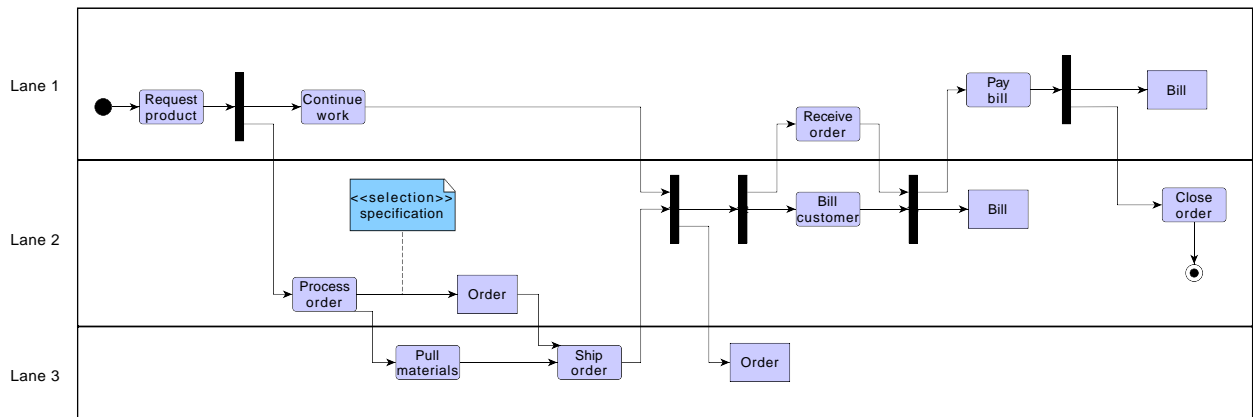 Lane 1
Request
product
Continue
work
Receive
order
Pay
bill
Bill
Lane 2
<<selection>>
specification
Process
order
Order
Bill
customer
Bill
Close
order
Lane 3
Pull
materials
Ship
order
Order